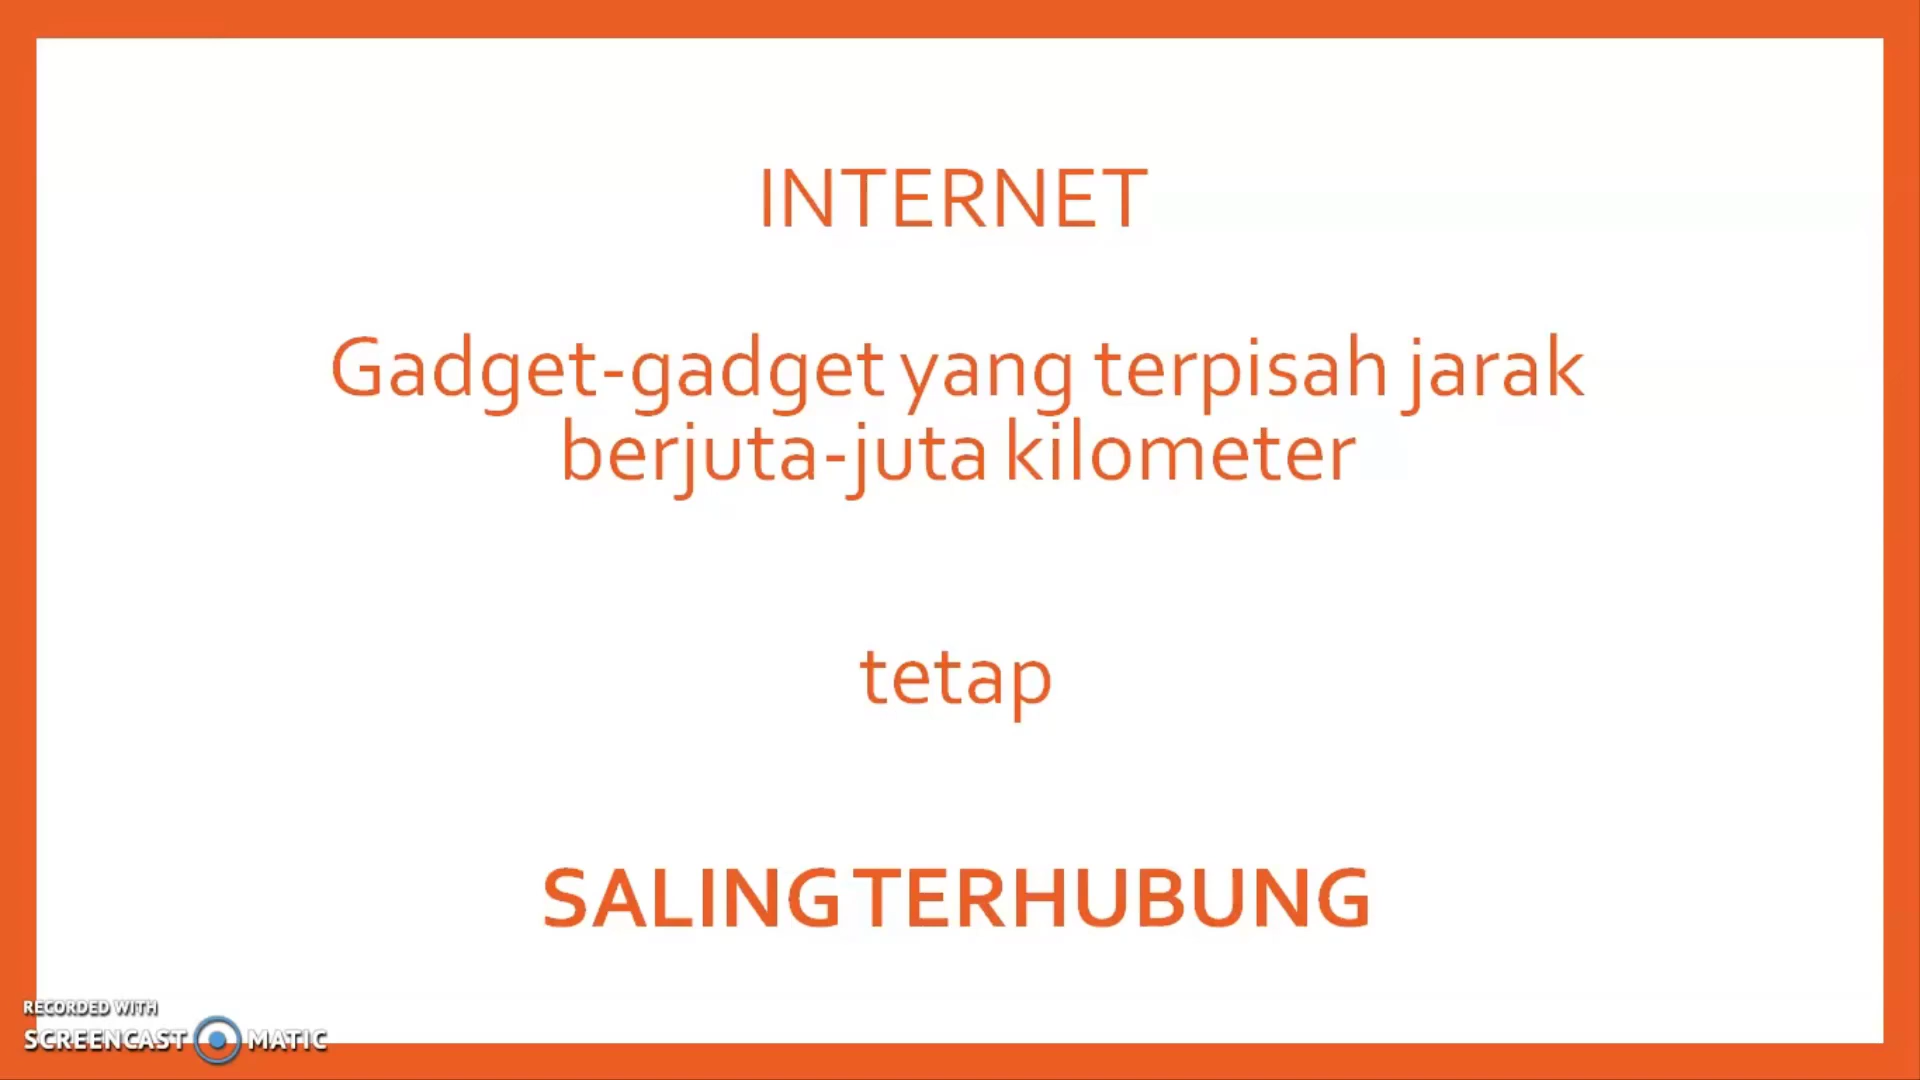 INTERNET
Gadget-gadget yang terpisah jarak
berjuta-juta kilometer
tetap
SALING TERHUBUNG
RECORDED WITH
SCREENCAST MATIC